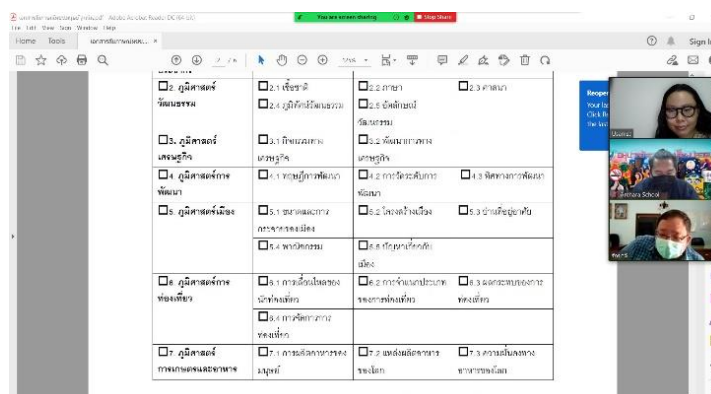 You are screen sharing
Stop Share
File Edit View Sign Window Help
Home Tools
Sign In
☐2. ภูมิศาสตร์
วัฒนธรรม
☐2.1 เชื้อชาติ
☐2.2 ภาษา
☐2.3 ศาสนา
☐2.4 ภูมิทัศน์วัฒนธรรม
☐2.5 อัตลักษณ์
วัฒนธรรม
☐3. ภูมิศาสตร์
เศรษฐกิจ
☐3.1 กิจกรรมทาง
เศรษฐกิจ
☐3.2 พัฒนาการทาง
เศรษฐกิจ
☐4 ภูมิศาสตร์การ
พัฒนา
☐4.1 ทฤษฎีการพัฒนา
☐4.2 การวัดระดับการ
พัฒนา
☐4.3 ทิศทางการพัฒนา
☐5. ภูมิศาสตร์เมือง
☐5.1 ขนาดและการ
กระจายของเมือง
☐5.2 โครงสร้างเมือง
☐5.3 ย่านที่อยู่อาศัย
☐5.4 พาณิชยกรรม
☐5.5 ปัญหาเกี่ยวกับ
เมือง
☐6. ภูมิศาสตร์การ
ท่องเที่ยว
☐6.1 การเคลื่อนไหวของ
นักท่องเที่ยว
☐6.2 การจำแนกประเภท
ของการท่องเที่ยว
☐6.3 ผลกระทบของการ
ท่องเที่ยว
☐6.4 การจัดการการ
ท่องเที่ยว
☐7. ภูมิศาสตร์
การเกษตรและอาหาร
☐7.1 การผลิตอาหารของ
มนุษย์
☐7.2 แหล่งผลิตอาหาร
ของโลก
☐7.3 ความมั่นคงทาง
อาหารของโลก